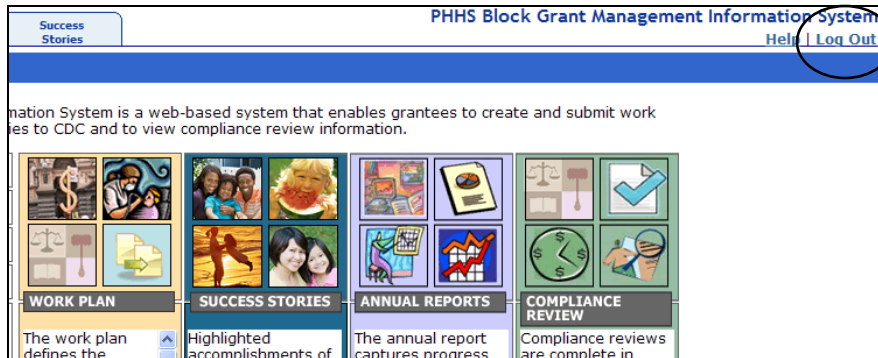 PHHS Block Grant Management Information System
Success
Stories
Help | Log Out
mation System is a web-based system that enables grantees to create and submit work
ies to CDC and to view compliance review information.
WORK PLAN
SUCCESS STORIES
ANNUAL REPORTS
COMPLIANCE
REVIEW
The work plan
defines the
Highlighted
accomplishments of
The annual report
captures progress
Compliance reviews
are complete in